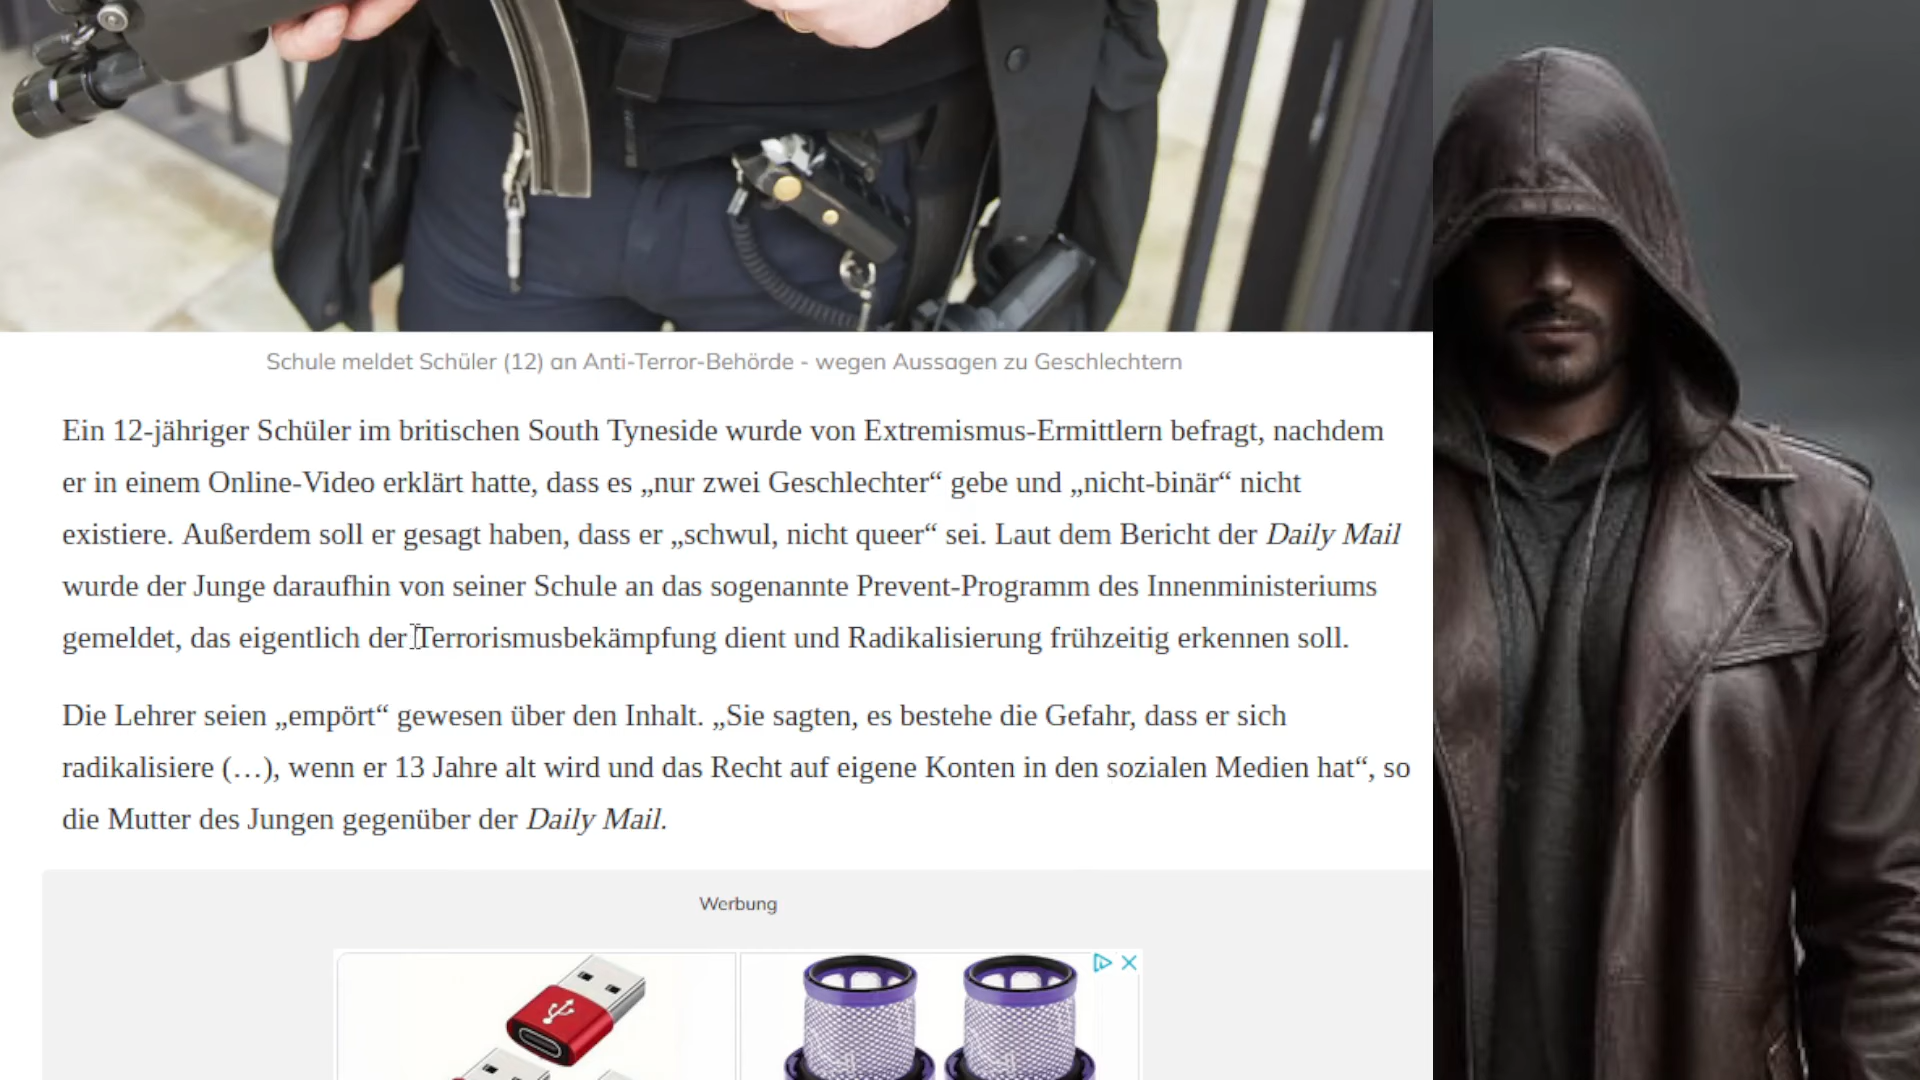 Schule meldet Schüler (12) an Anti-Terror-Behörde - wegen Aussagen zu Geschlechtern
Ein 12-jähriger Schüler im britischen South Tyneside wurde von Extremismus-Ermittlern befragt, nachdem
er in einem Online-Video erklärt hatte, dass es „nur zwei Geschlechter“ gebe und „nicht-binär“ nicht
existiere. Außerdem soll er gesagt haben, dass er „schwul, nicht queer“ sei. Laut dem Bericht der Daily Mail
wurde der Junge daraufhin von seiner Schule an das sogenannte Prevent-Programm des Innenministeriums
gemeldet, das eigentlich der Terrorismusbekämpfung dient und Radikalisierung frühzeitig erkennen soll.
Die Lehrer seien „empört“ gewesen über den Inhalt. „Sie sagten, es bestehe die Gefahr, dass er sich
radikalisiere (…), wenn er 13 Jahre alt wird und das Recht auf eigene Konten in den sozialen Medien hat“, so
die Mutter des Jungen gegenüber der Daily Mail.
Werbung